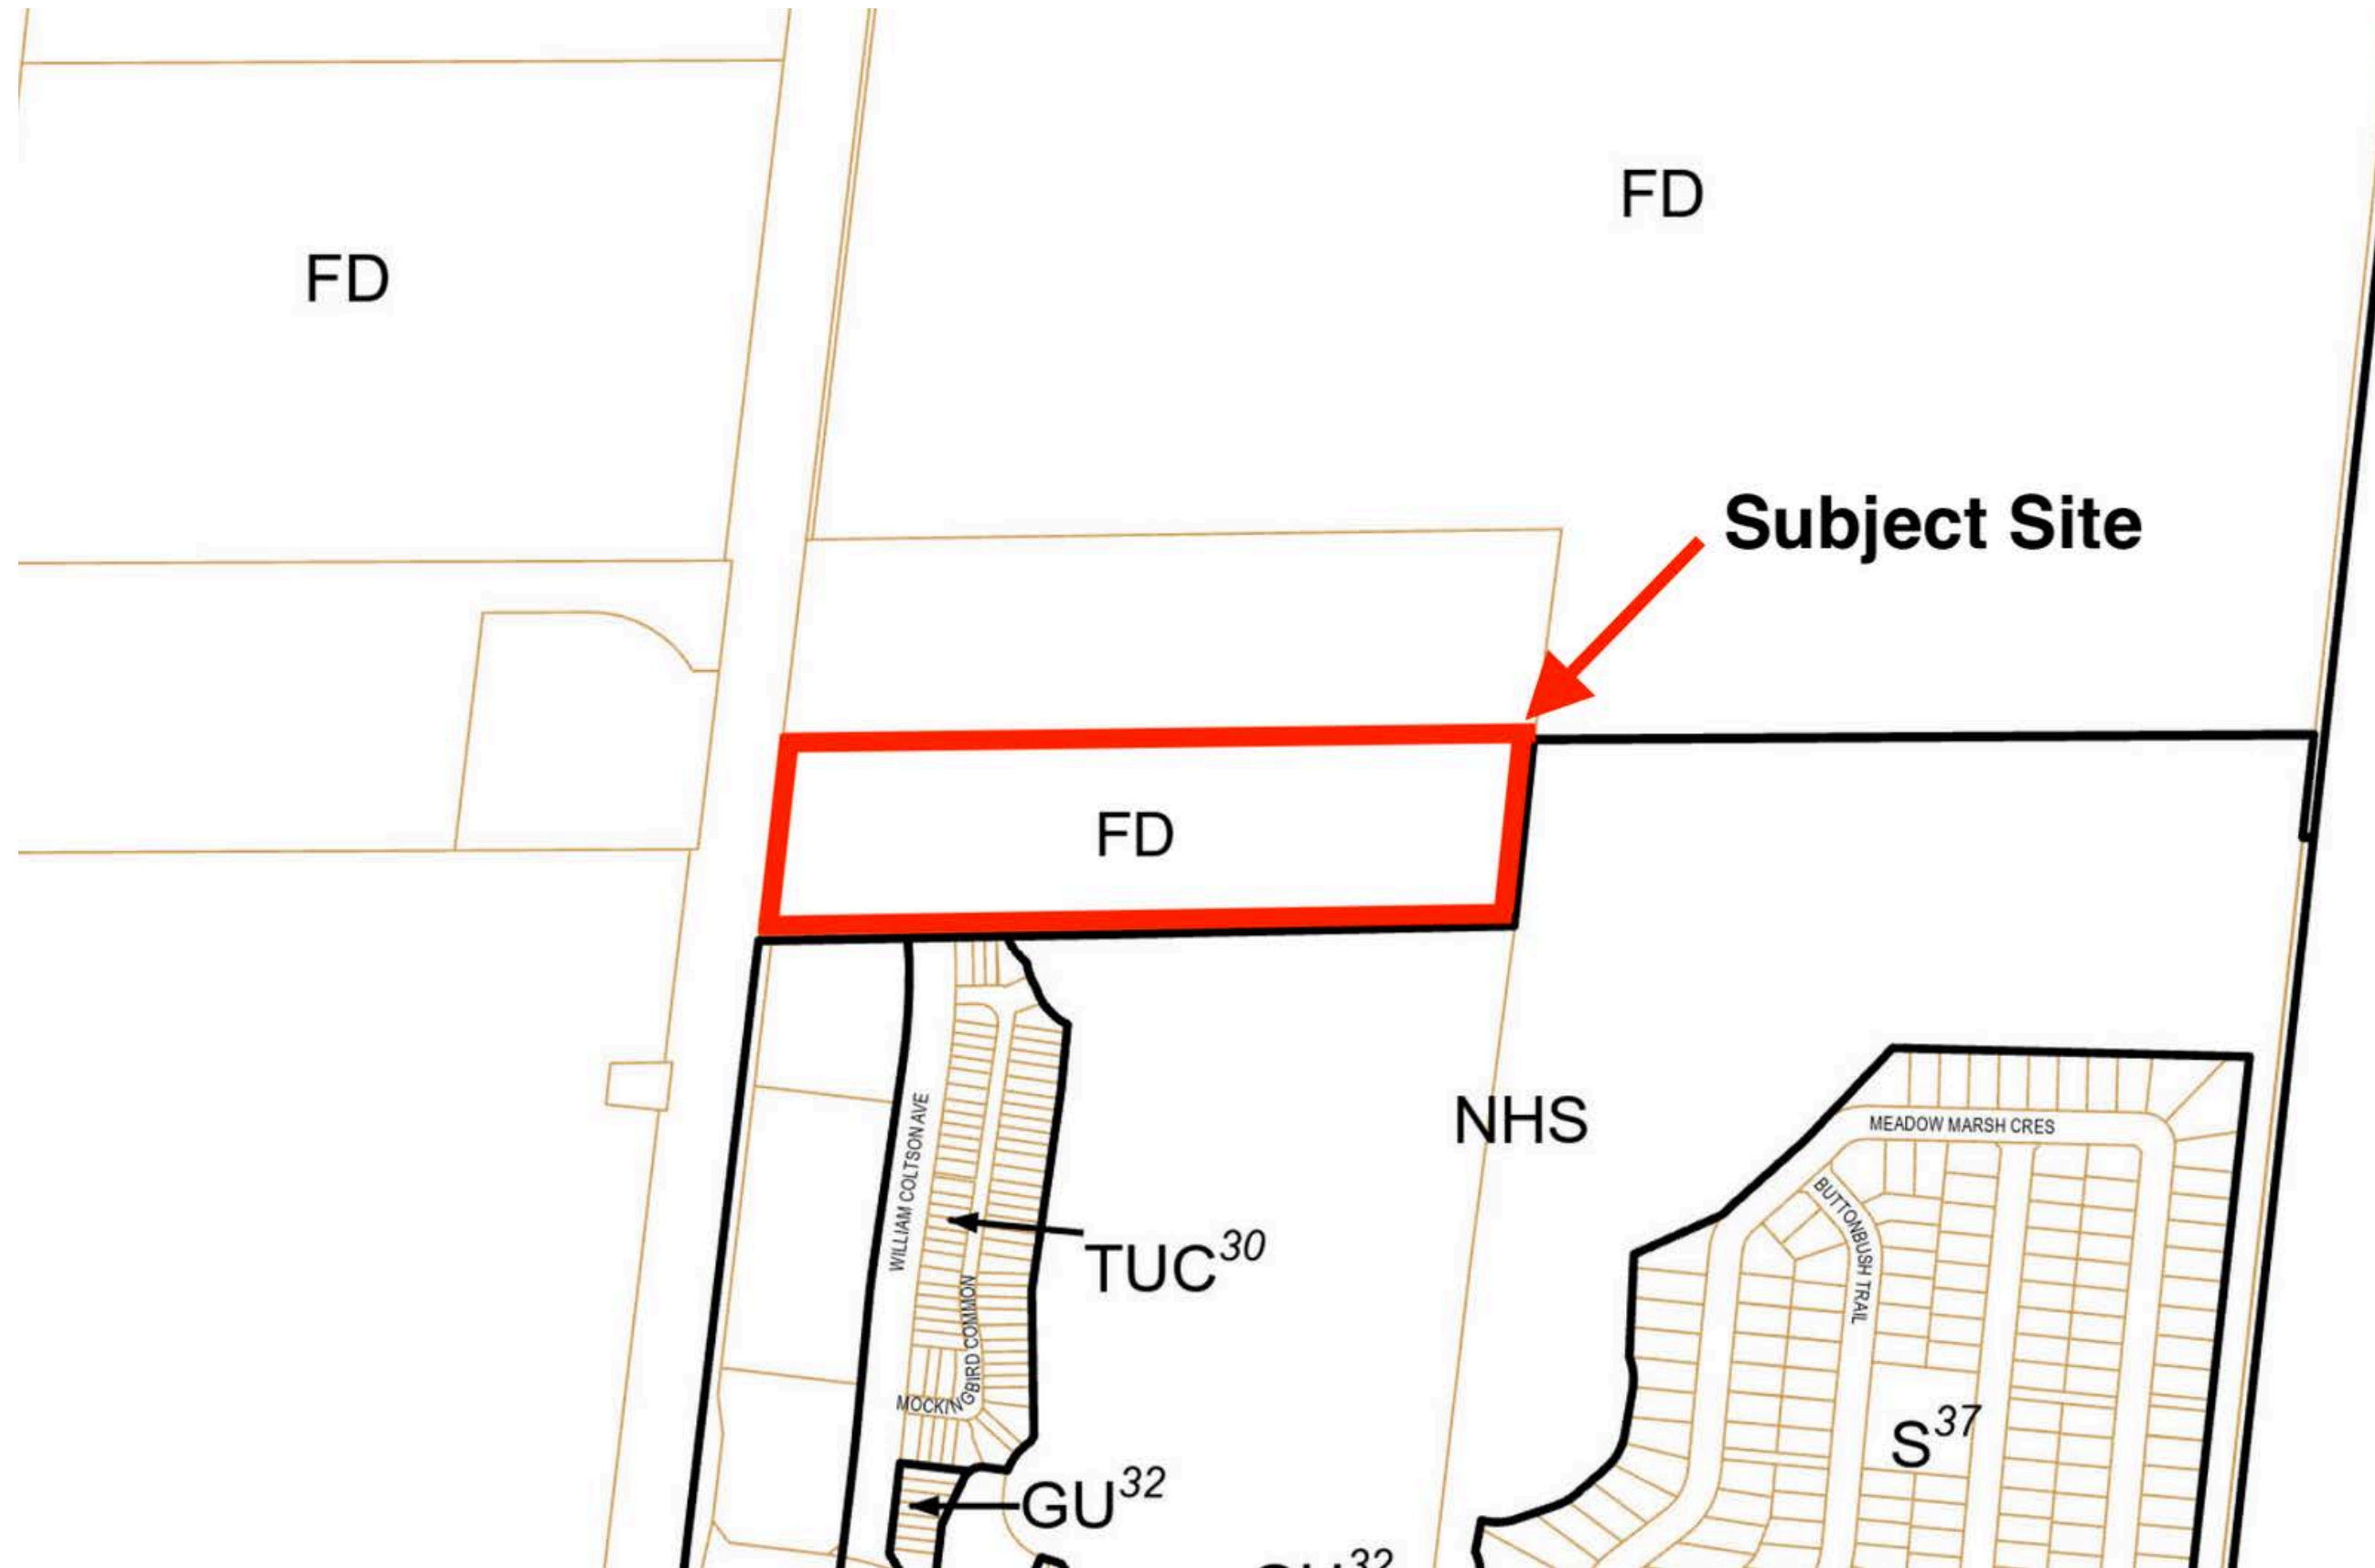 FD
FD
Subject Site
FD
WILLIAM COLTSON AVE
NHS
MEADOW MARSH CRES
BUTTONBUSH TRAIL
TUC30
MOCKINGBIRD COMMON
S37
GU32
32